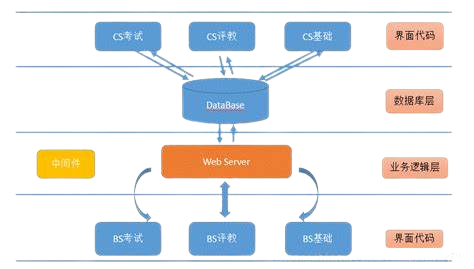 CS考试 CS评教 CS基础 界面代码
DataBase 数据库层
中间件 Web Server 业务逻辑层
BS考试 BS评教 BS基础 界面代码